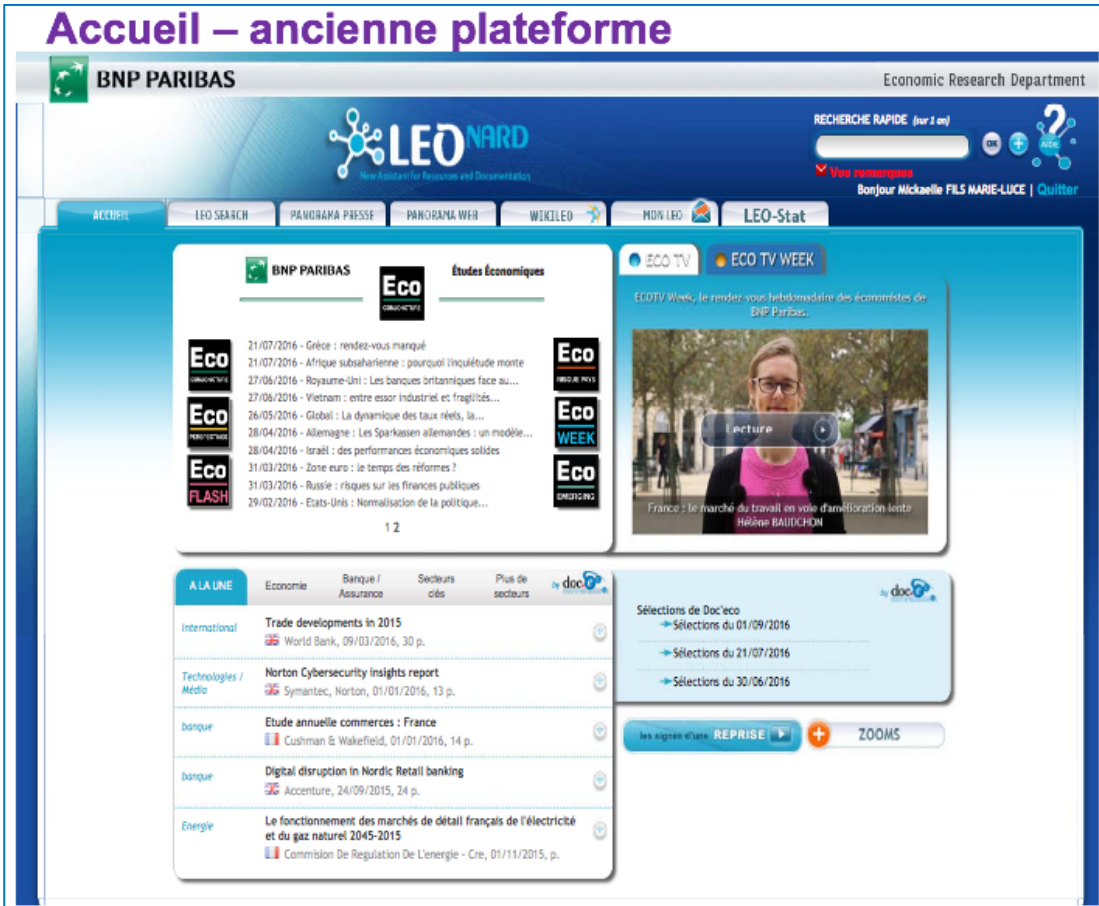 Accueil – ancienne plateforme
BNP PARIBAS
Economic Research Department
LEONARD
New Assistant for Resources and Documentation
RECHERCHE RAPIDE (sur 1 an)
OK
AIDE
Vos remarques
Bonjour Mickaelle FILS MARIE-LUCE | Quitter
ACCUEIL
LEO SEARCH
PANORAMA PRESSE
PANORAMA WEB
WIKILEO
MON LEO
LEO-Stat
BNP PARIBAS
Eco
CONJONCTURE
Études Économiques
Eco
CONJONCTURE
Eco
PERSPECTIVES
Eco
FLASH
21/07/2016 - Grèce : rendez-vous manqué
21/07/2016 - Afrique subsaharienne : pourquoi l'inquiétude monte
27/06/2016 - Royaume-Uni : Les banques britanniques face au...
27/06/2016 - Vietnam : entre essor industriel et fragilités...
26/05/2016 - Global : La dynamique des taux réels, la...
28/04/2016 - Allemagne : Les Sparkassen allemandes : un modèle...
28/04/2016 - Israël : des performances économiques solides
31/03/2016 - Zone euro : le temps des réformes ?
31/03/2016 - Russie : risques sur les finances publiques
29/02/2016 - Etats-Unis : Normalisation de la politique...
1 2
Eco
RISQUE PAYS
Eco
WEEK
Eco
EMERGING
ECO TV
ECO TV WEEK
ECOTV Week, le rendez-vous hebdomadaire des économistes de
BNP Paribas.
Lecture
France : le marché du travail en voie d'amélioration lente
Hélène BAUDCHON
A LA UNE
Economie
Banque /
Assurance
Secteurs
clés
Plus de
secteurs
by doc
International
Trade developments in 2015
World Bank, 09/03/2016, 30 p.
Technologies /
Média
Norton Cybersecurity insights report
Symantec, Norton, 01/01/2016, 13 p.
banque
Etude annuelle commerces : France
Cushman & Wakefield, 01/01/2016, 14 p.
banque
Digital disruption in Nordic Retail banking
Accenture, 24/09/2015, 24 p.
Energie
Le fonctionnement des marchés de détail français de l'électricité
et du gaz naturel 2045-2015
Commision De Regulation De L'energie - Cre, 01/11/2015, p.
by doc
Sélections de Doc'eco
Sélections du 01/09/2016
Sélections du 21/07/2016
Sélections du 30/06/2016
les signes d'une REPRISE
ZOOMS